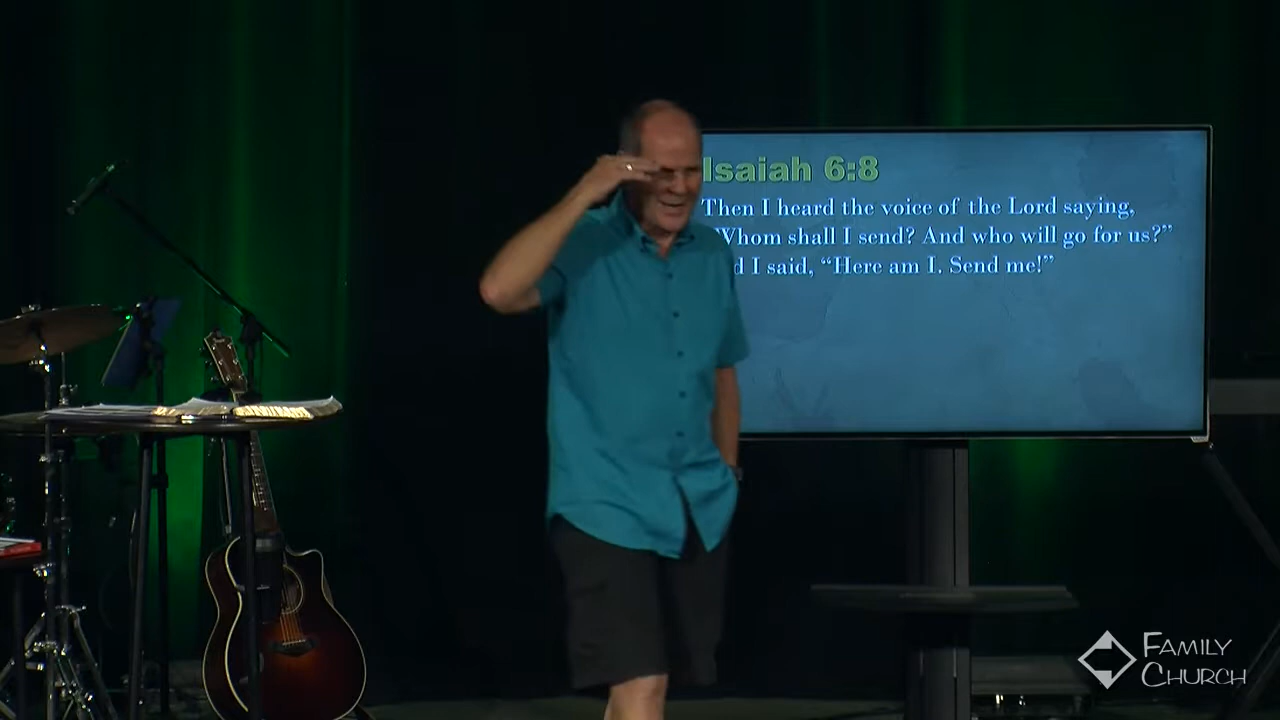 Isaiah 6:8
Then I heard the voice of the Lord saying,
Whom shall I send? And who will go for us?”
I said, “Here am I. Send me!”
FAMILY
CHURCH